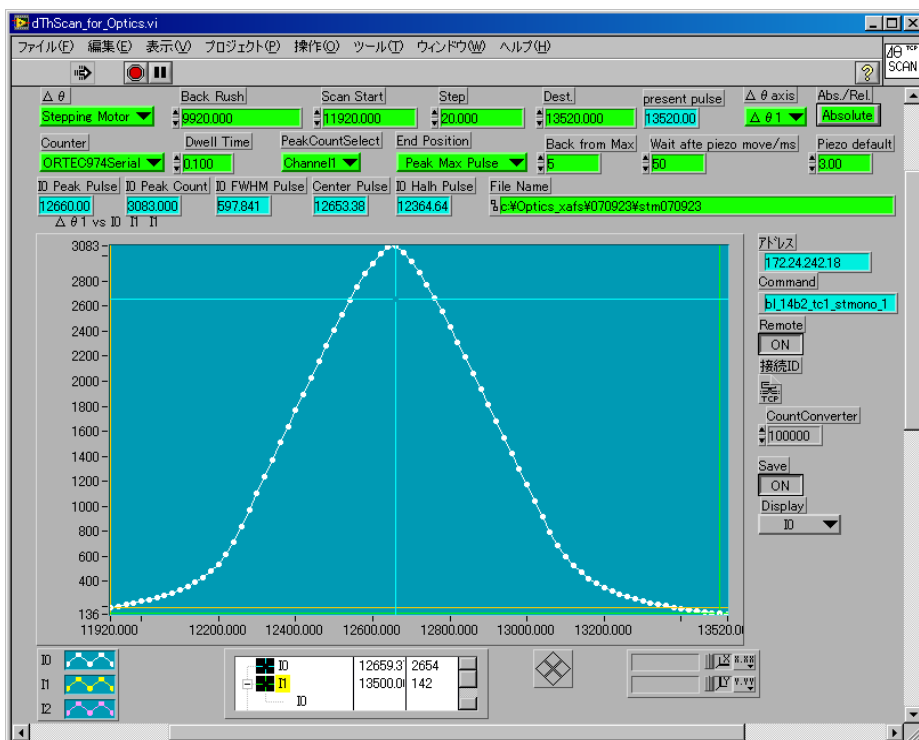 dThScan_for_Optics.vi
ファイル(F) 編集(E) 表示(V) プロジェクト(P) 操作(O) ツール(T) ウィンドウ(W) ヘルプ(H)
Δθ TCP SCAN
Δ θ Back Rush Scan Start Step Dest. present pulse Δ θ axis Abs./Rel.
Stepping Motor 9920.000 11920.000 20.000 13520.000 13520.00 Δ θ 1 Absolute
Counter Dwell Time PeakCountSelect End Position Back from Max Wait afte piezo move/ms Piezo default
ORTEC974Serial 0.100 Channel1 Peak Max Pulse 5 50 3.00
I0 Peak Pulse I0 Peak Count I0 FWHM Pulse Center Pulse I0 Halh Pulse File Name
12660.00 3083.000 597.841 12653.38 12364.64 c:¥Optics_xafs¥070923¥stm070923
Δ θ 1 vs I0 I1 I1
3083
2800
2600
2400
2200
2000
1800
1600
1400
1200
1000
800
600
400
136
11920.000 12200.000 12400.000 12600.000 12800.000 13000.000 13200.000 13520.0
アドレス
172.24.242.18
Command
bl_14b2_tc1_stmono_1
Remote
ON
接続ID
TCP
CountConverter
100000
Save
ON
Display
I0
I0
I1
I2
I0 12659.3 2654
I1 13500.0 142
I0
X X.XX
Y Y.YY